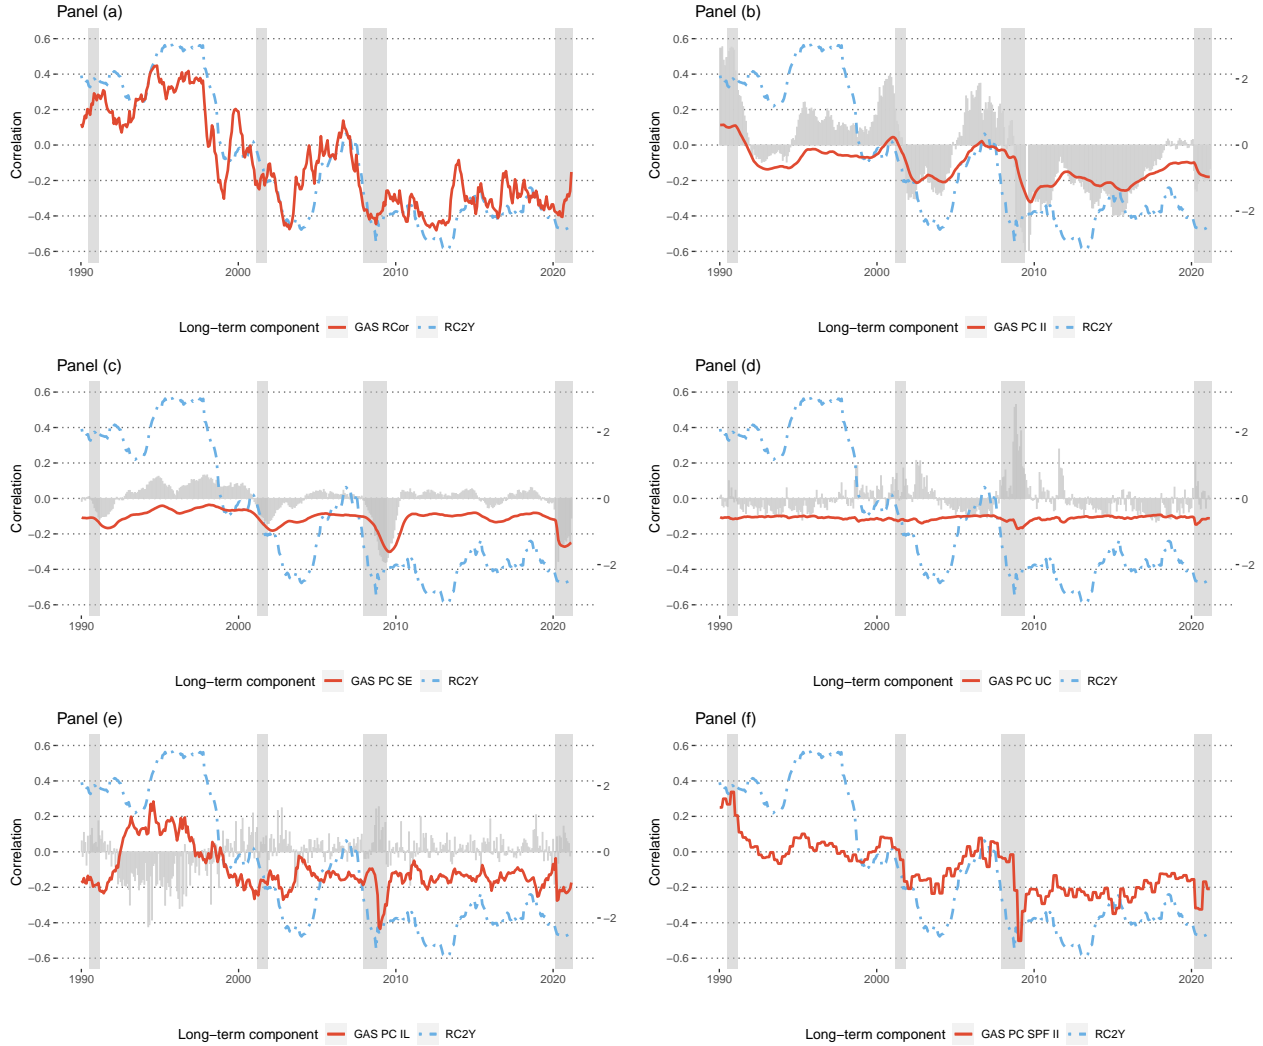 Panel (a)
Correlation
0.6
0.4
0.2
0.0
−0.2
−0.4
−0.6
1990 2000 2010 2020
Long−term component GAS RCor RC2Y
Panel (b)
Correlation
0.6
0.4
0.2
0.0
−0.2
−0.4
−0.6
2
0
−2
1990 2000 2010 2020
Long−term component GAS PC II RC2Y
Panel (c)
Correlation
0.6
0.4
0.2
0.0
−0.2
−0.4
−0.6
2
0
−2
1990 2000 2010 2020
Long−term component GAS PC SE RC2Y
Panel (d)
Correlation
0.6
0.4
0.2
0.0
−0.2
−0.4
−0.6
2
0
−2
1990 2000 2010 2020
Long−term component GAS PC UC RC2Y
Panel (e)
Correlation
0.6
0.4
0.2
0.0
−0.2
−0.4
−0.6
2
0
−2
1990 2000 2010 2020
Long−term component GAS PC IL RC2Y
Panel (f)
Correlation
0.6
0.4
0.2
0.0
−0.2
−0.4
−0.6
1990 2000 2010 2020
Long−term component GAS PC SPF II RC2Y